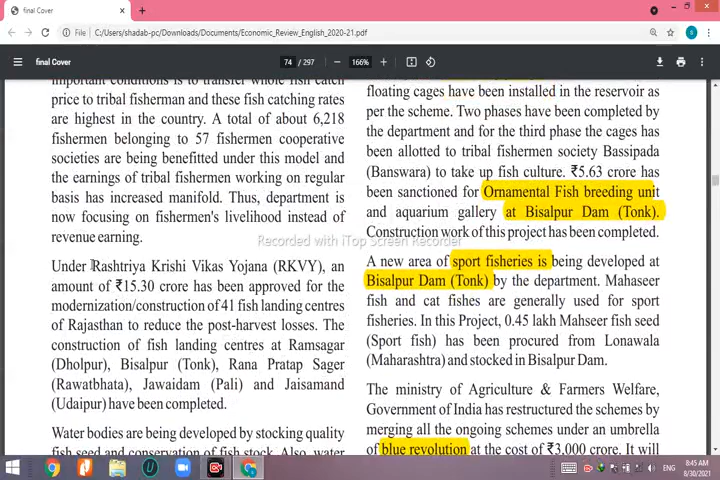 final Cover
File
C:/Users/shadab-pc/Downloads/Documents/Economic_Review_English_2020-21.pdf
final Cover
74 / 297
166%
important conditions is to transfer whole fish catch
price to tribal fisherman and these fish catching rates
are highest in the country. A total of about 6,218
fishermen belonging to 57 fishermen cooperative
societies are being benefitted under this model and
the earnings of tribal fishermen working on regular
basis has increased manifold. Thus, department is
now focusing on fishermen's livelihood instead of
revenue earning.
Under Rashtriya Krishi Vikas Yojana (RKVY), an
amount of ₹15.30 crore has been approved for the
modernization/construction of 41 fish landing centres
of Rajasthan to reduce the post-harvest losses. The
construction of fish landing centres at Ramsagar
(Dholpur), Bisalpur (Tonk), Rana Pratap Sager
(Rawatbhata), Jawaidam (Pali) and Jaisamand
(Udaipur) have been completed.
Water bodies are being developed by stocking quality
fish seed and conservation of fish stock. Also, water
floating cages have been installed in the reservoir as
per the scheme. Two phases have been completed by
the department and for the third phase the cages has
been allotted to tribal fishermen society Bassipada
(Banswara) to take up fish culture. ₹5.63 crore has
been sanctioned for Ornamental Fish breeding unit
and aquarium gallery at Bisalpur Dam (Tonk).
Construction work of this project has been completed.
A new area of sport fisheries is being developed at
Bisalpur Dam (Tonk) by the department. Mahaseer
fish and cat fishes are generally used for sport
fisheries. In this Project, 0.45 lakh Mahseer fish seed
(Sport fish) has been procured from Lonawala
(Maharashtra) and stocked in Bisalpur Dam.
The ministry of Agriculture & Farmers Welfare,
Government of India has restructured the schemes by
merging all the ongoing schemes under an umbrella
of blue revolution at the cost of ₹3,000 crore. It will
Recorded with iTop Screen Recorder
ENG
8:45 AM
8/30/2021